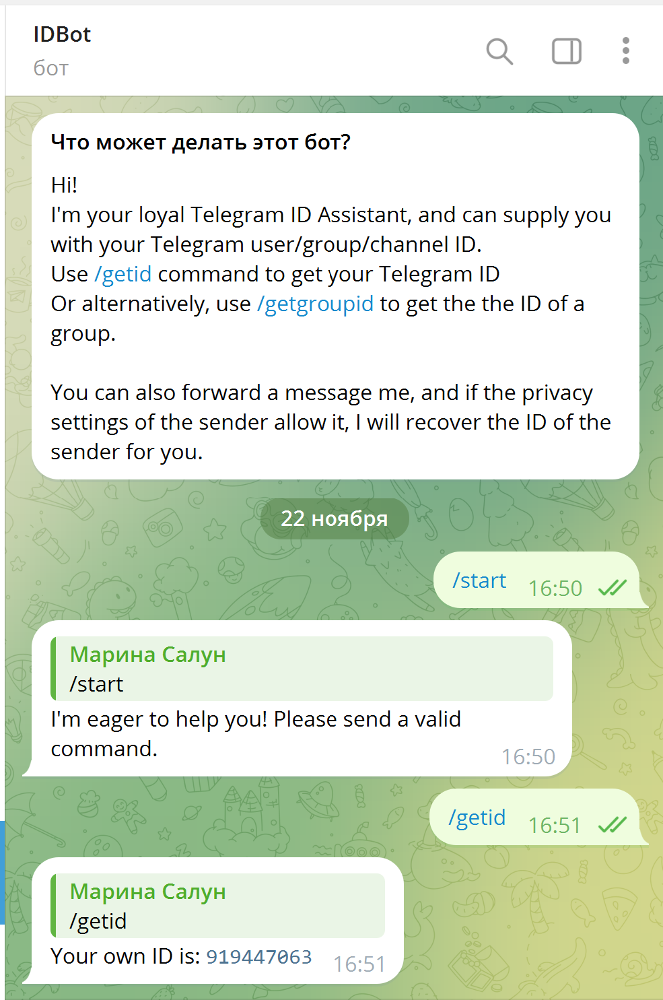 IDBot
бот
Что может делать этот бот?
Hi!
I'm your loyal Telegram ID Assistant, and can supply you
with your Telegram user/group/channel ID.
Use /getid command to get your Telegram ID
Or alternatively, use /getgroupid to get the the ID of a
group.
You can also forward a message me, and if the privacy
settings of the sender allow it, I will recover the ID of the
sender for you.
22 ноября
/start 16:50
Марина Салун
/start
I'm eager to help you! Please send a valid
command.
16:50
/getid 16:51
Марина Салун
/getid
Your own ID is: 919447063 16:51